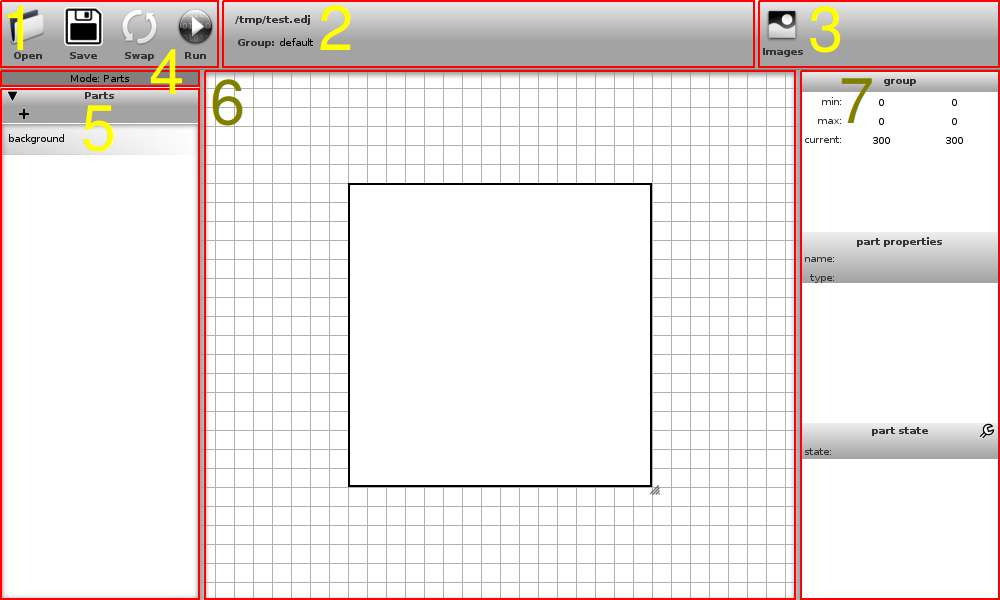 1
Open Save Swap Run
2
/tmp/test.edj
Group: default
3
Images
4
Mode: Parts
5
Parts
+
background
6
7
group
min: 0 0
max: 0 0
current: 300 300
part properties
name:
type:
part state
state: